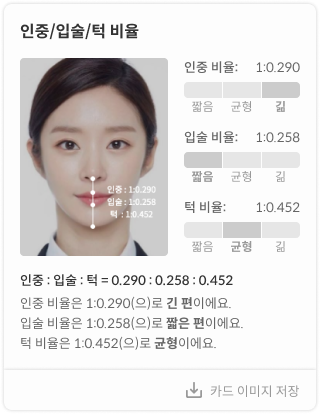 인중/입술/턱 비율
인중 : 1:0.290
입술 : 1:0.258
턱 : 1:0.452
인중 비율: 1:0.290
짧음 균형 긺
입술 비율: 1:0.258
짧음 균형 긺
턱 비율: 1:0.452
짧음 균형 긺
인중 : 입술 : 턱 = 0.290 : 0.258 : 0.452
인중 비율은 1:0.290(으)로 긴 편이에요.
입술 비율은 1:0.258(으)로 짧은 편이에요.
턱 비율은 1:0.452(으)로 균형이에요.
카드 이미지 저장